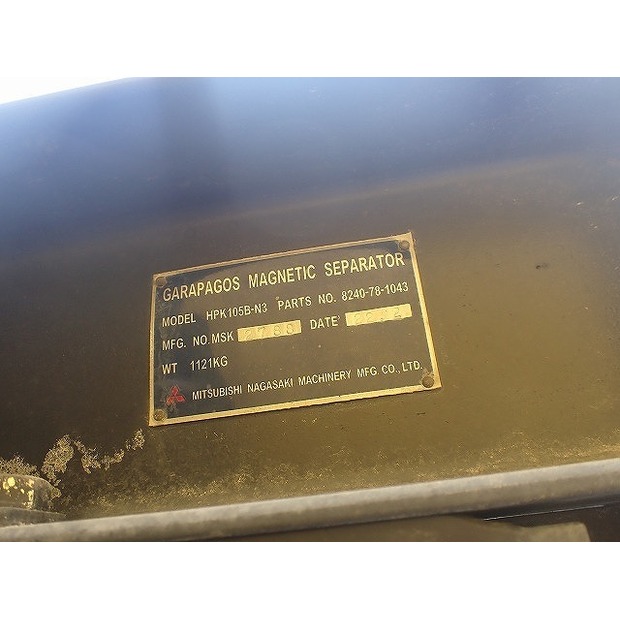 GARAPAGOS MAGNETIC SEPARATOR
MODEL HPK105B-N3 PARTS NO. 8240-78-1043
MFG. NO. MSK DATE
WT 1121KG
MITSUBISHI NAGASAKI MACHINERY MFG. CO., LTD.